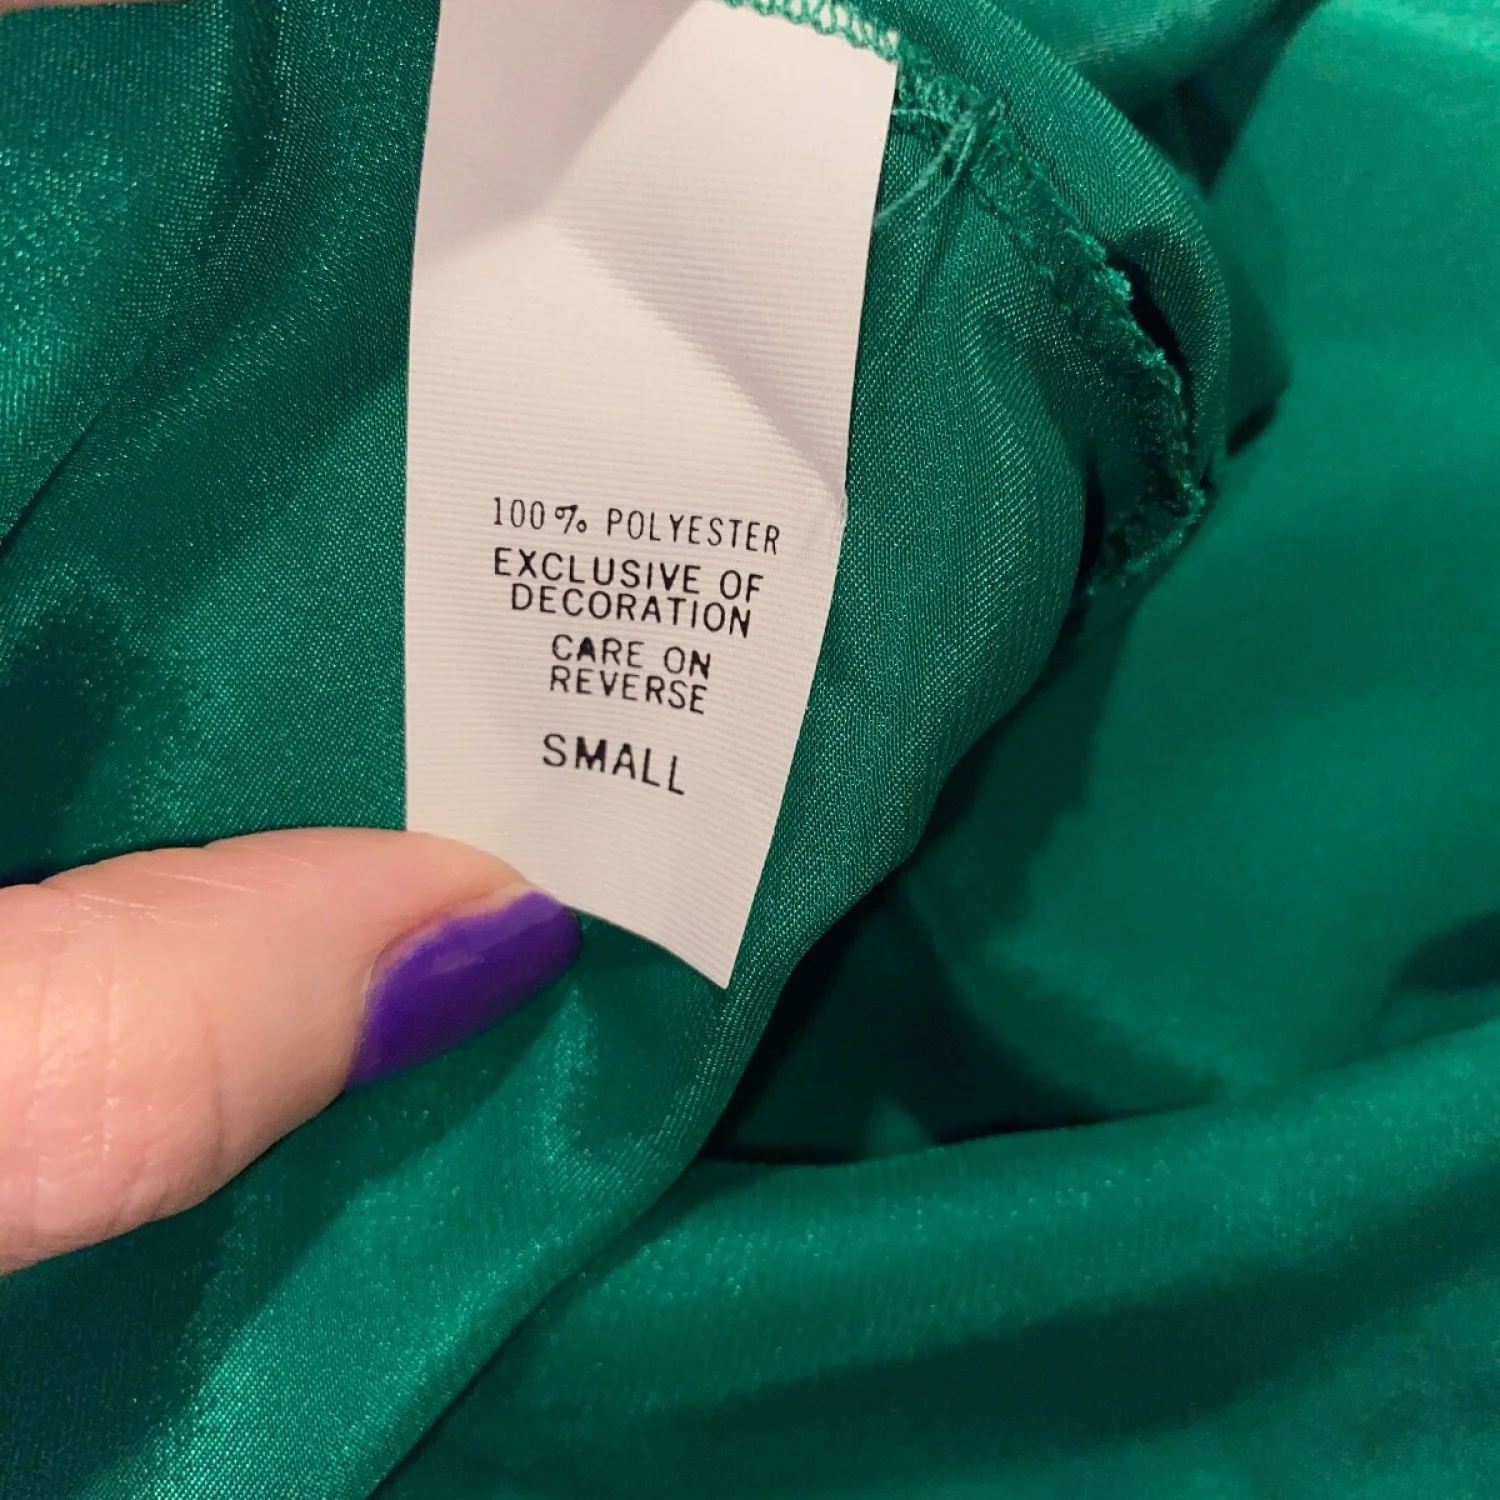 100% POLYESTER
EXCLUSIVE OF
DECORATION
CARE ON
REVERSE
SMALL